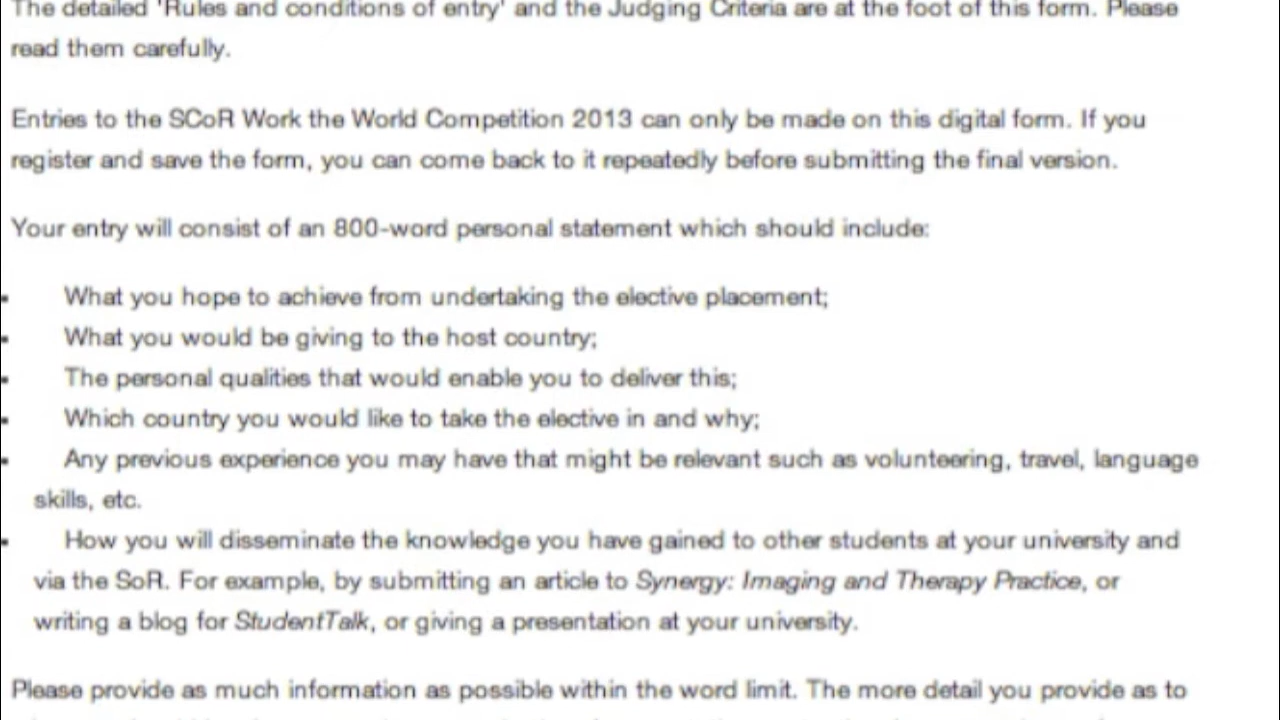 The detailed 'Rules and conditions of entry' and the Judging Criteria are at the foot of this form. Please
read them carefully.
Entries to the SCoR Work the World Competition 2013 can only be made on this digital form. If you
register and save the form, you can come back to it repeatedly before submitting the final version.
Your entry will consist of an 800-word personal statement which should include:
▪ What you hope to achieve from undertaking the elective placement;
▪ What you would be giving to the host country;
▪ The personal qualities that would enable you to deliver this;
▪ Which country you would like to take the elective in and why;
▪ Any previous experience you may have that might be relevant such as volunteering, travel, language
skills, etc.
▪ How you will disseminate the knowledge you have gained to other students at your university and
via the SoR. For example, by submitting an article to Synergy: Imaging and Therapy Practice, or
writing a blog for StudentTalk, or giving a presentation at your university.
Please provide as much information as possible within the word limit. The more detail you provide as to